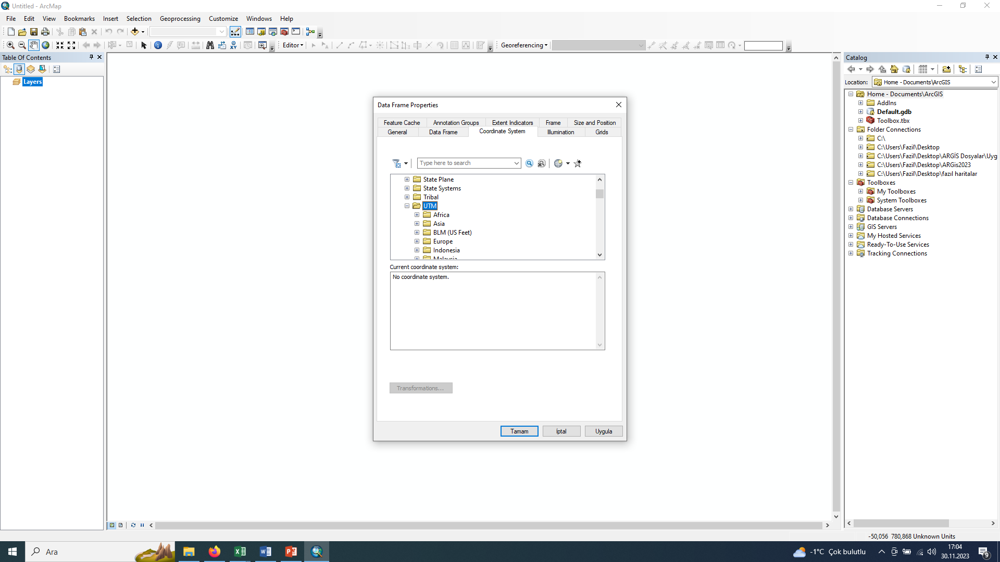 Untitled - ArcMap
File Edit View Bookmarks Insert Selection Geoprocessing Customize Windows Help
Editor
Georeferencing
Table Of Contents
Layers
Data Frame Properties
Feature Cache Annotation Groups Extent Indicators Frame Size and Position
General Data Frame Coordinate System Illumination Grids
Type here to search
State Plane
State Systems
Tribal
UTM
Africa
Asia
BLM (US Feet)
Europe
Indonesia
Malaysia
Current coordinate system:
No coordinate system.
Transformations...
Tamam İptal Uygula
Catalog
Location: Home - Documents\ArcGIS
Home - Documents\ArcGIS
AddIns
Default.gdb
Toolbox.tbx
Folder Connections
C:\
C:\Users\Fazil\Desktop
C:\Users\Fazil\Desktop\ARGİS Dosyalar\Uyg
C:\Users\Fazil\Desktop\ARGis2023
C:\Users\Fazil\Desktop\fazıl haritalar
Toolboxes
My Toolboxes
System Toolboxes
Database Servers
Database Connections
GIS Servers
My Hosted Services
Ready-To-Use Services
Tracking Connections
-50,056 780,868 Unknown Units
Ara
-1°C Çok bulutlu
17:04
30.11.2023
9